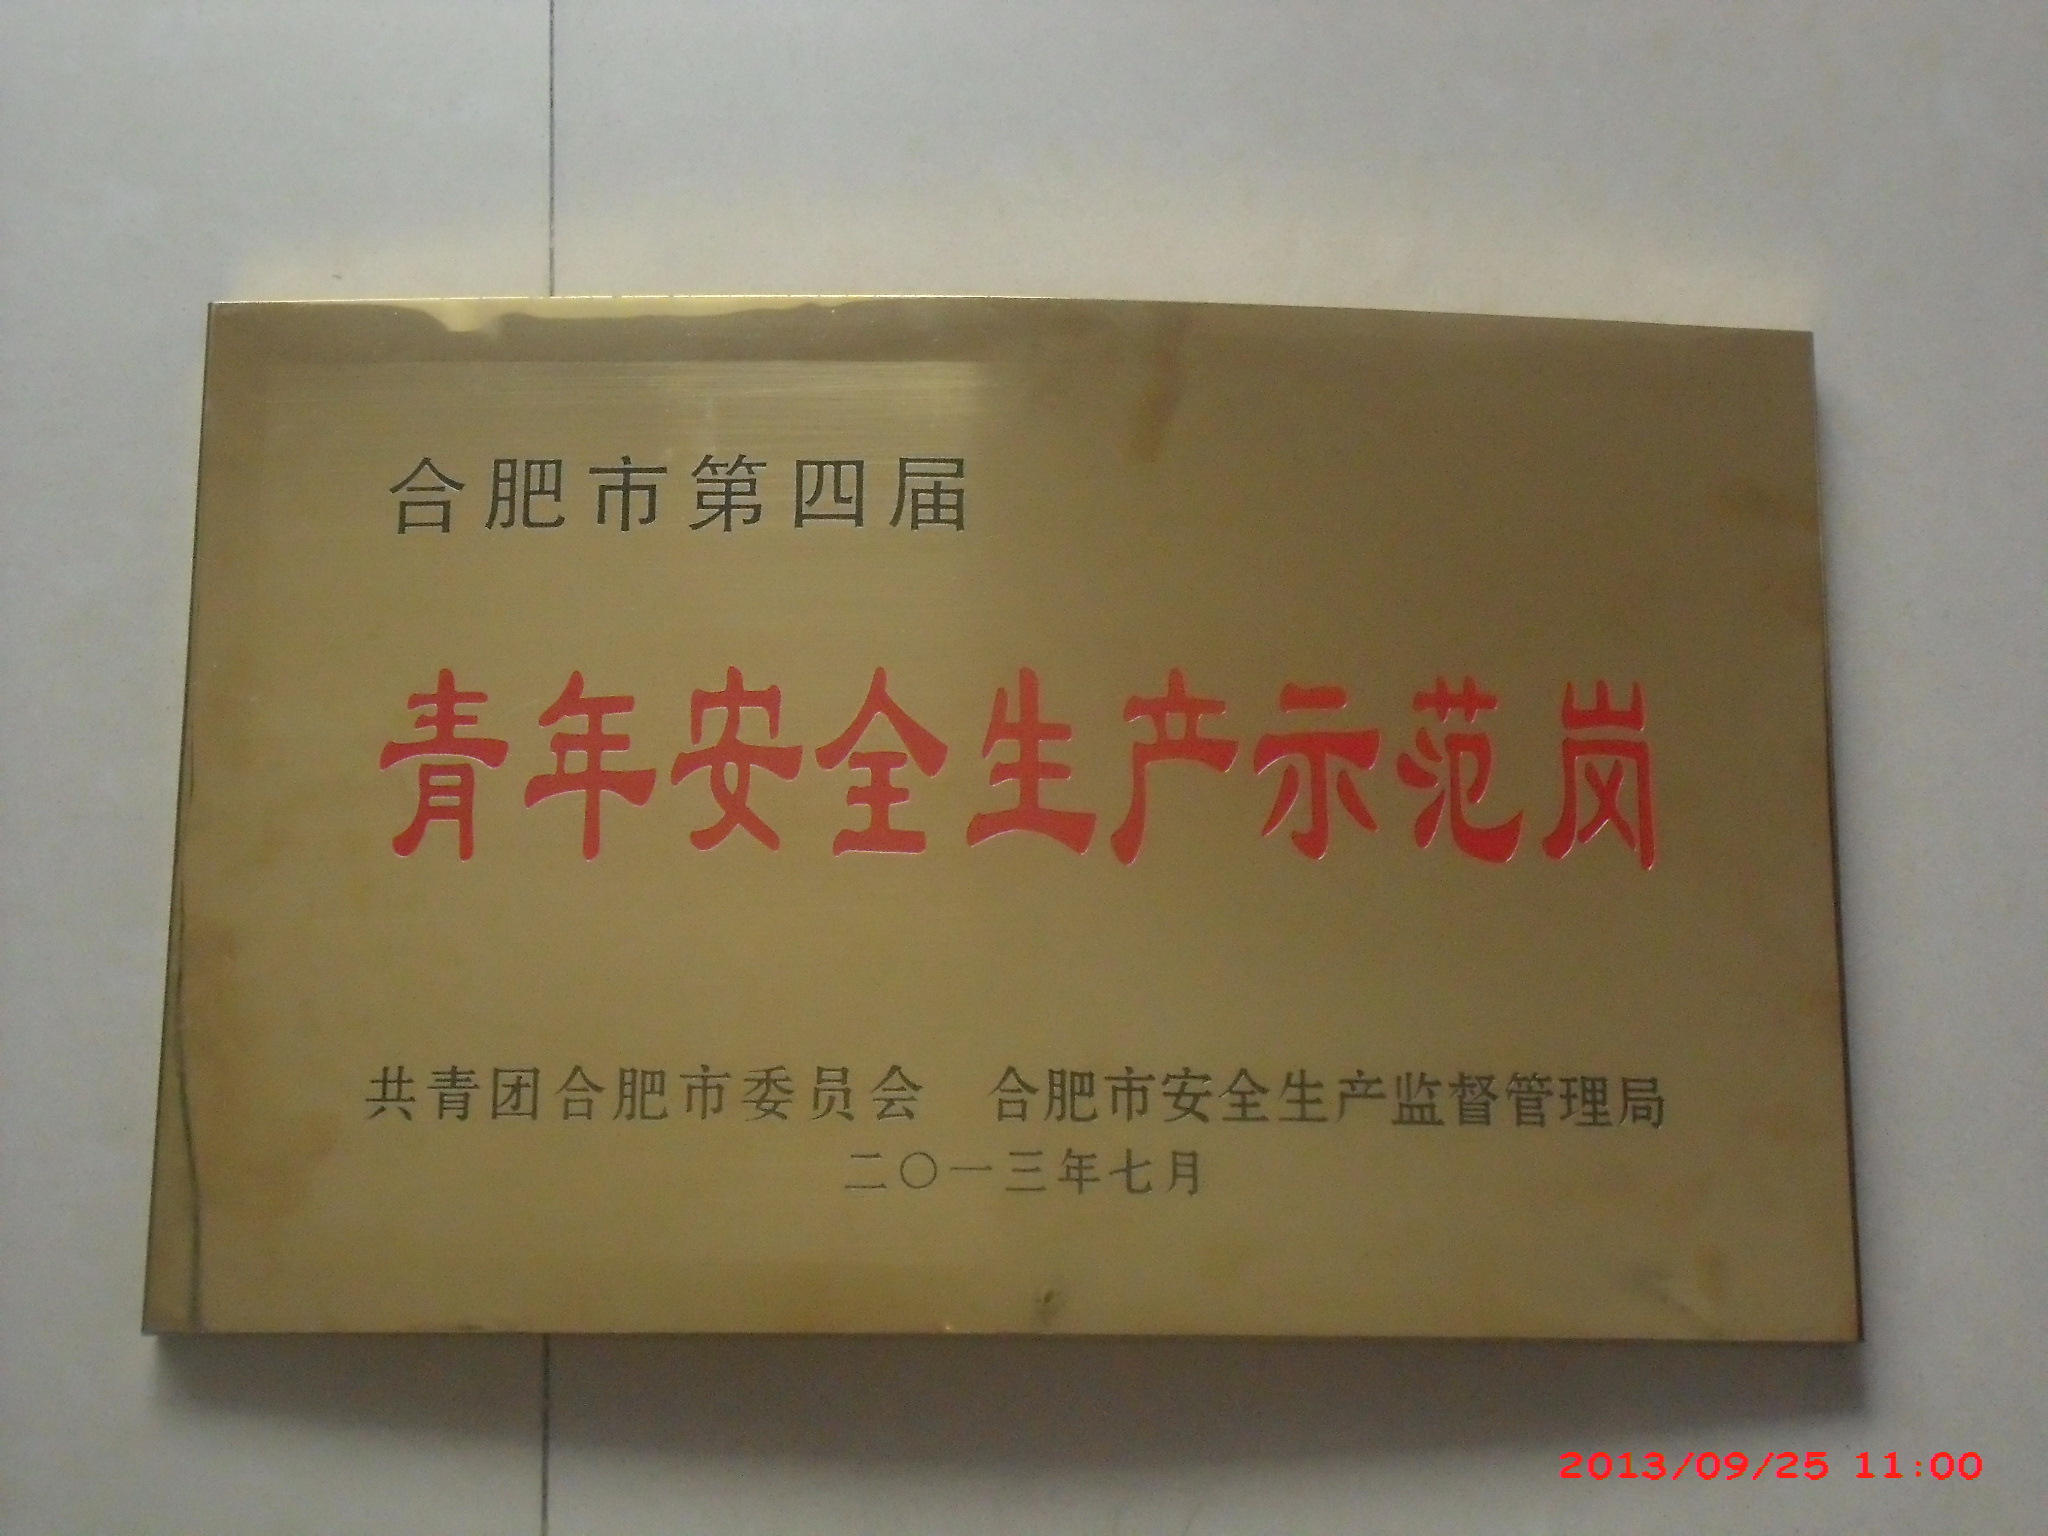 合肥市第四届
青年安全生产示范岗
共青团合肥市委员会 合肥市安全生产监督管理局
二〇一三年七月
2013/09/25 11:00